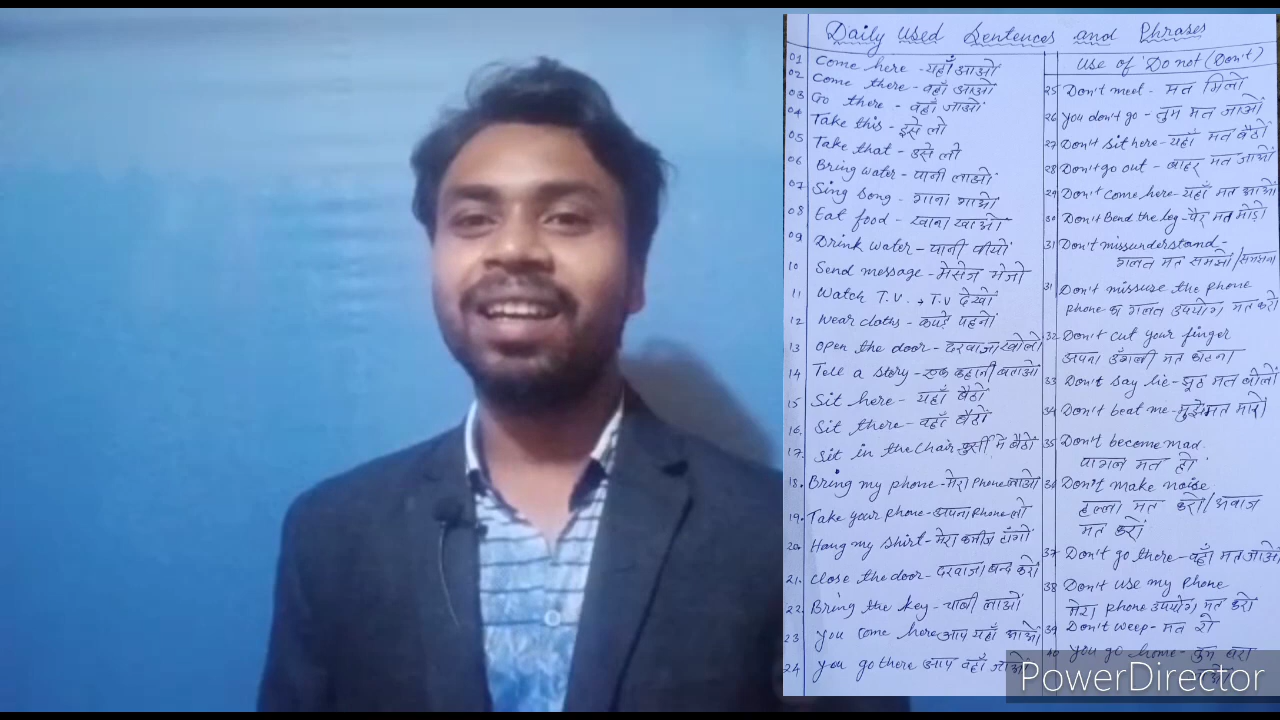 Daily Used Sentences and Phrases
01 Come here - यहाँ आओ
02 Come there - वहाँ आओ
03 Go there - वहाँ जाओ
04 Take this - इसे लो
05 Take that - उसे लो
06 Bring water - पानी लाओ
07 Sing song - गाना गाओ
08 Eat food - खाना खाओ
09 Drink water - पानी पीयों
10 Send message - मेसेज भेजो
11 Watch T.V. → T.V देखों
12 Wear cloths - कपड़े पहनों
13 Open the door - दरवाजा खोलो
14 Tell a story - एक कहानी बताओं
15 Sit here - यहाँ बैठों
16. Sit there - वहाँ बैठों
17. Sit in the Chair कुर्सी में बैठों
18. Bring my phone - मेरा Phone लाओ
19. Take your phone - अपना Phone लो
20. Hang my shirt - मेरा कमीज टाँगों
21. Close the door - दरवाजा बन्द करों
22. Bring the key - चाबी लाओं
23 You come here आप यहाँ आओं
24 You go there आप वहाँ जाओ
Use of 'Do not (Don't)
25 Don't meet - मत मिलो
26 You don't go - तुम मत जाओं
27 Don't sit here - यहाँ मत बैठों
28 Don't go out - बाहर मत जाओं
29 Don't come here - यहाँ मत आओं
30 Don't Bend the leg - पैर मत मोड़ो
31 Don't missunderstand -
गलत मत समझों / समझना
31 Don't missuse the phone
phone का गलत उपयोग मत करों
32 Don't cut your finger
अपना उँगली मत काटना
33 Don't say lie - झुठ मत बोलों
34 Don't beat me - मुझे मत मारो
35 Don't become mad.
पागल मत हों
36 Don't make noise
हल्ला मत करो / अवाज
मत करों
37 Don't go there - वहाँ मत जाओं
38 Don't use my phone
मेरा phone उपयोग मत करो
39 Don't weep - मत रो
40 You go home - तुम घर
PowerDirector